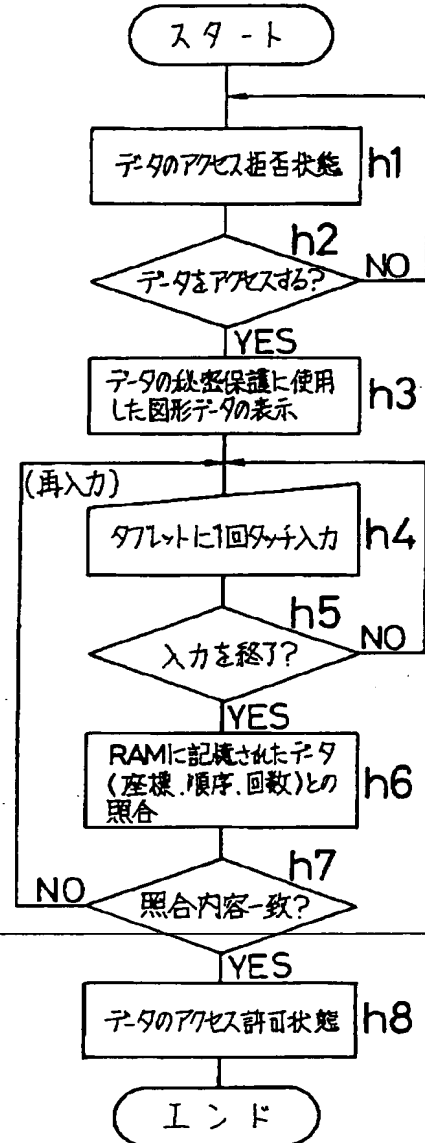 スタート
データのアクセス拒否状態 h1
h2
データをアクセスする? NO
YES
データの秘密保護に使用
した図形データの表示 h3
(再入力)
タブレットに1回タッチ入力 h4
h5
入力を終了? NO
YES
RAMに記憶されたデータ
(座標、順序、回数)との
照合 h6
h7
NO 照合内容一致?
YES
データのアクセス許可状態 h8
エンド